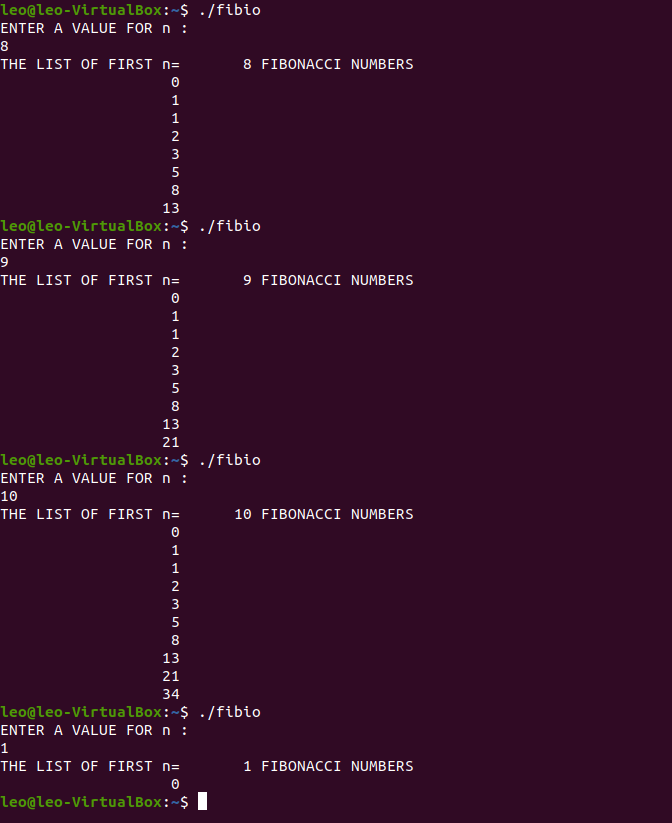 leo@leo-VirtualBox:~$ ./fibio
ENTER A VALUE FOR n :
8
THE LIST OF FIRST n=       8 FIBONACCI NUMBERS
                   0
                   1
                   1
                   2
                   3
                   5
                   8
                  13
leo@leo-VirtualBox:~$ ./fibio
ENTER A VALUE FOR n :
9
THE LIST OF FIRST n=       9 FIBONACCI NUMBERS
                   0
                   1
                   1
                   2
                   3
                   5
                   8
                  13
                  21
leo@leo-VirtualBox:~$ ./fibio
ENTER A VALUE FOR n :
10
THE LIST OF FIRST n=      10 FIBONACCI NUMBERS
                   0
                   1
                   1
                   2
                   3
                   5
                   8
                  13
                  21
                  34
leo@leo-VirtualBox:~$ ./fibio
ENTER A VALUE FOR n :
1
THE LIST OF FIRST n=       1 FIBONACCI NUMBERS
                   0
leo@leo-VirtualBox:~$